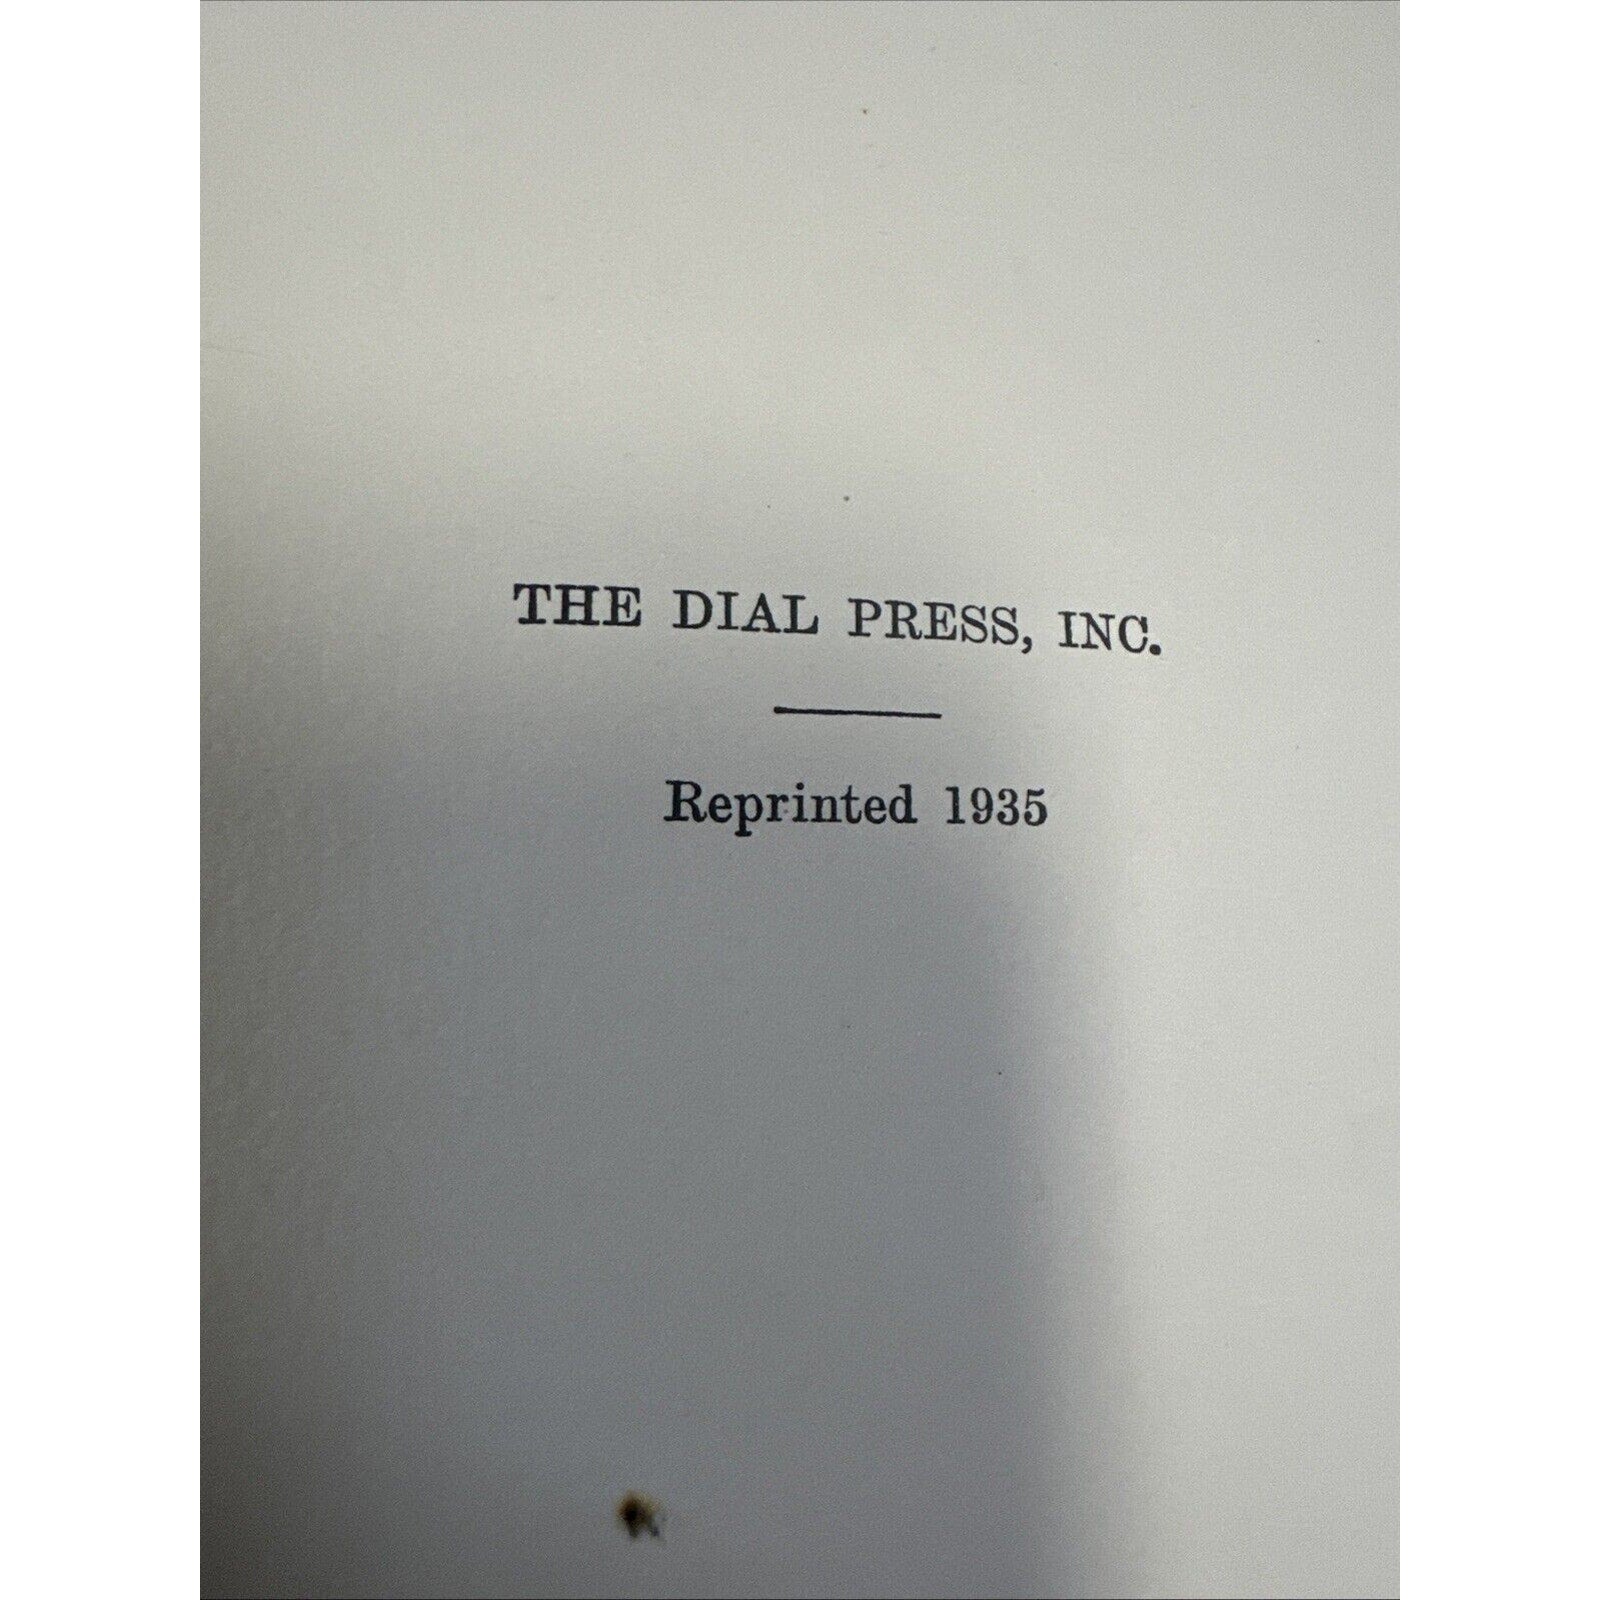 THE DIAL PRESS, INC.
Reprinted 1935